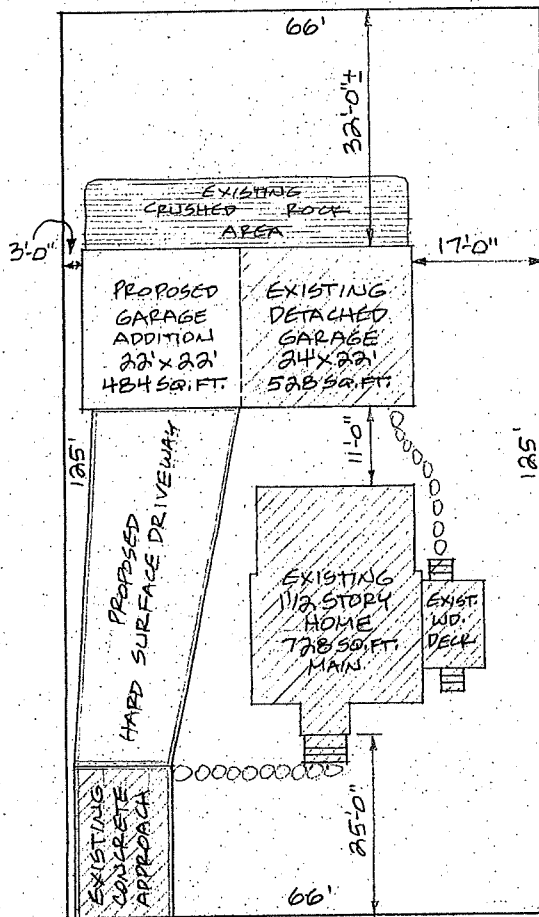 66'
32'-0"±
EXISTING
CRUSHED ROCK
AREA
3'-0"
17'-0"
PROPOSED
GARAGE
ADDITION
22' x 22'
484 SQ.FT.
EXISTING
DETACHED
GARAGE
24' x 22'
528 SQ.FT.
125'
11'-0"
125'
PROPOSED
HARD SURFACE DRIVEWAY
EXISTING
1 1/2 STORY
HOME
728 SQ.FT.
MAIN
EXIST.
WD.
DECK
25'-0"
EXISTING
CONCRETE
APPROACH
66'